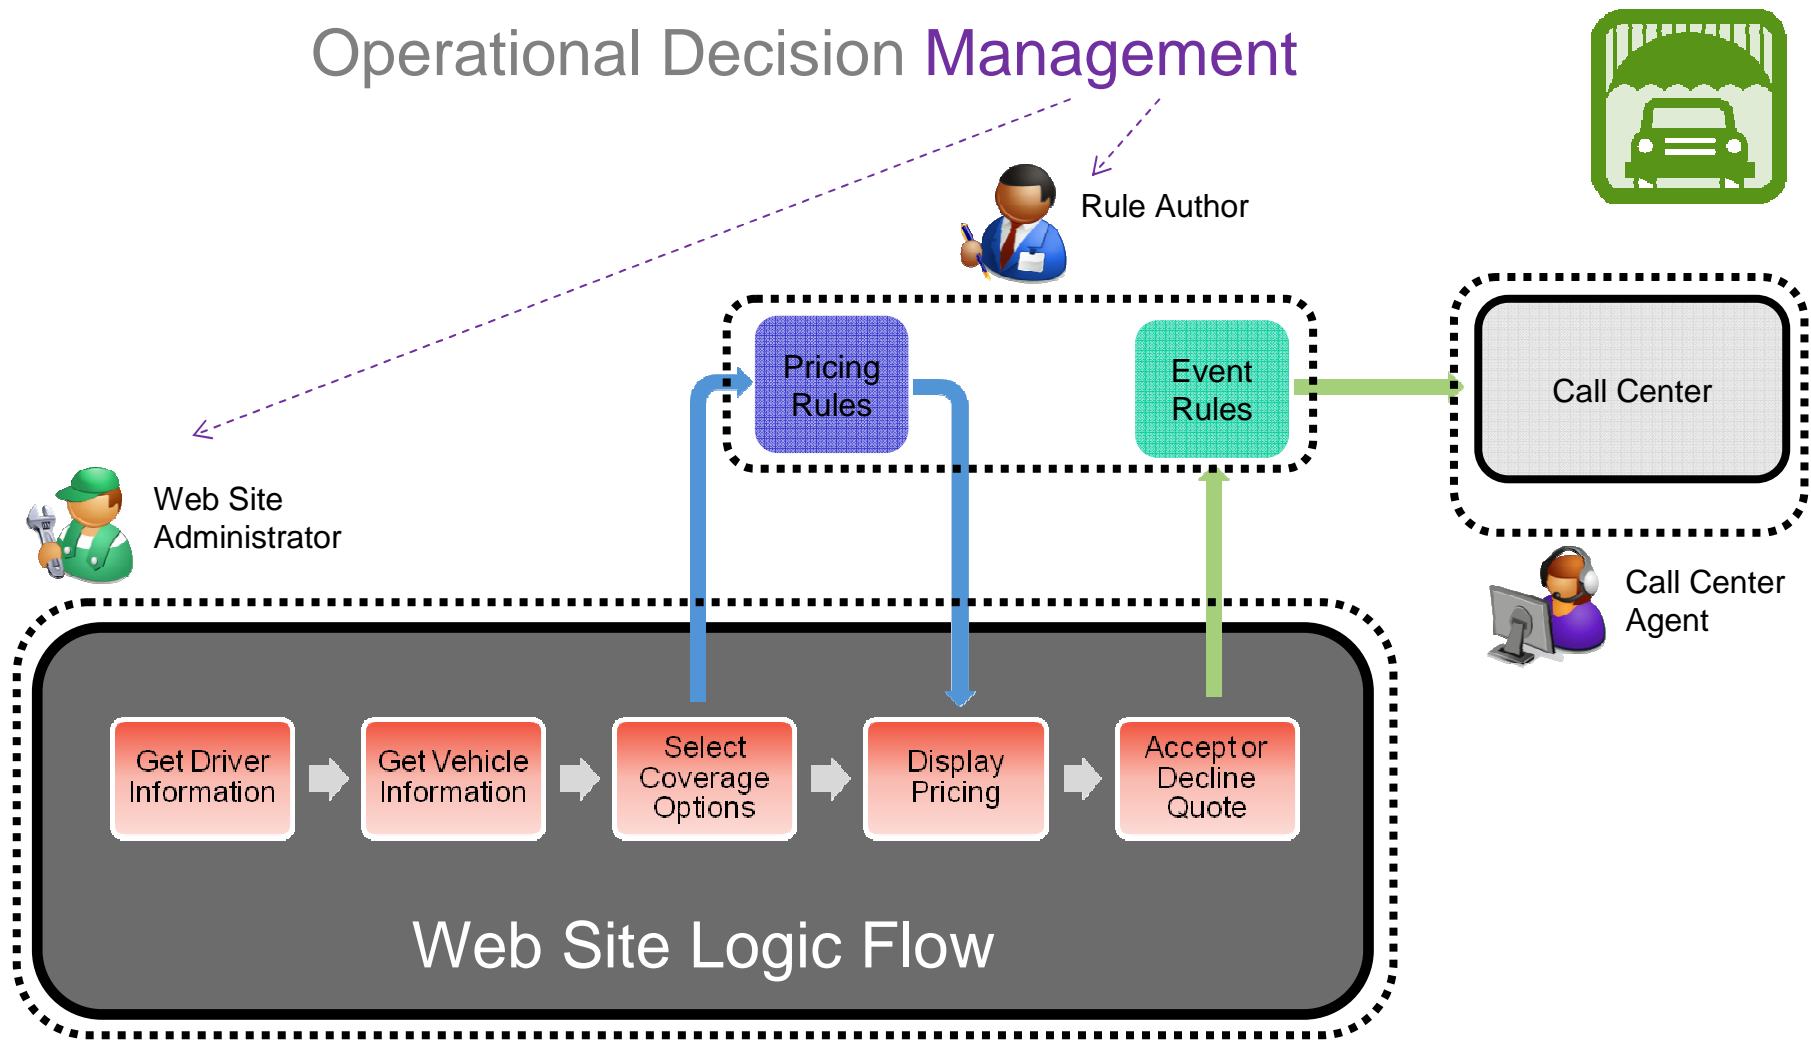 Operational Decision Management
Rule Author
Pricing
Rules
Event
Rules
Call Center
Web Site
Administrator
Call Center
Agent
Get Driver
Information
Get Vehicle
Information
Select
Coverage
Options
Display
Pricing
Accept or
Decline
Quote
Web Site Logic Flow